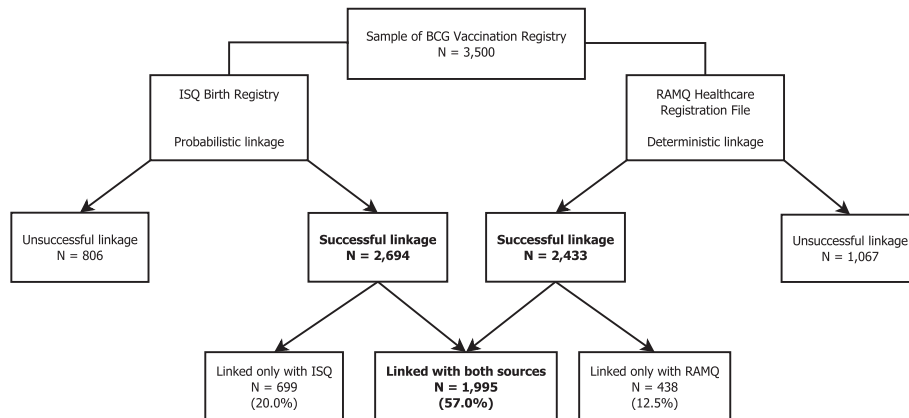 Sample of BCG Vaccination Registry
N = 3,500
ISQ Birth Registry
Probabilistic linkage
RAMQ Healthcare
Registration File
Deterministic linkage
Unsuccessful linkage
N = 806
Successful linkage
N = 2,694
Successful linkage
N = 2,433
Unsuccessful linkage
N = 1,067
Linked only with ISQ
N = 699
(20.0%)
Linked with both sources
N = 1,995
(57.0%)
Linked only with RAMQ
N = 438
(12.5%)